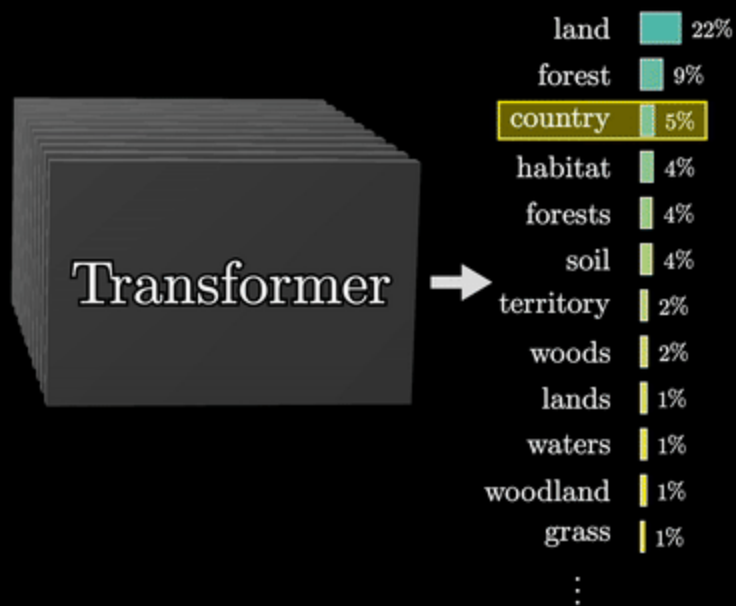 land 22%
forest 9%
country 5%
habitat 4%
forests 4%
Transformer
soil 4%
territory 2%
woods 2%
lands 1%
waters 1%
woodland 1%
grass 1%
⋮